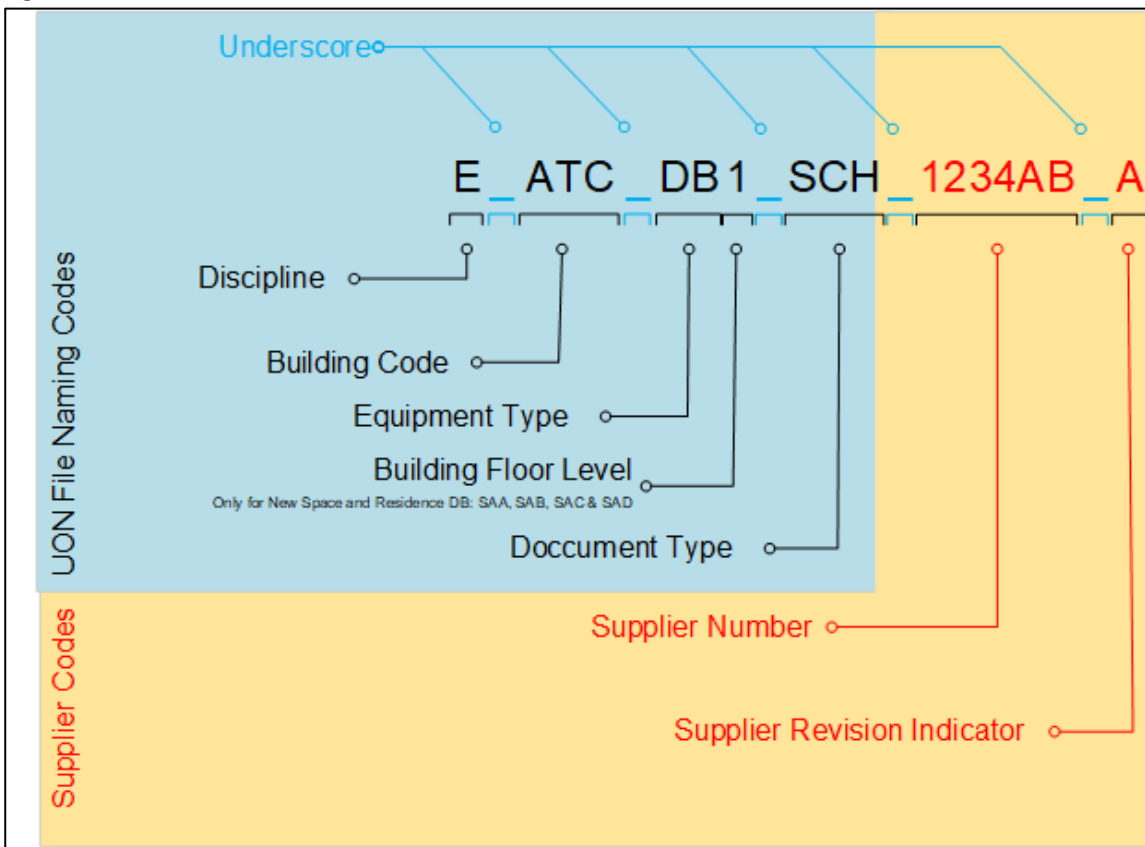 Underscore
E_ATC_DB1_SCH_1234AB_A
Discipline
Building Code
Equipment Type
Building Floor Level
Only for New Space and Residence DB: SAA, SAB, SAC & SAD
Doccument Type
UON File Naming Codes
Supplier Number
Supplier Revision Indicator
Supplier Codes